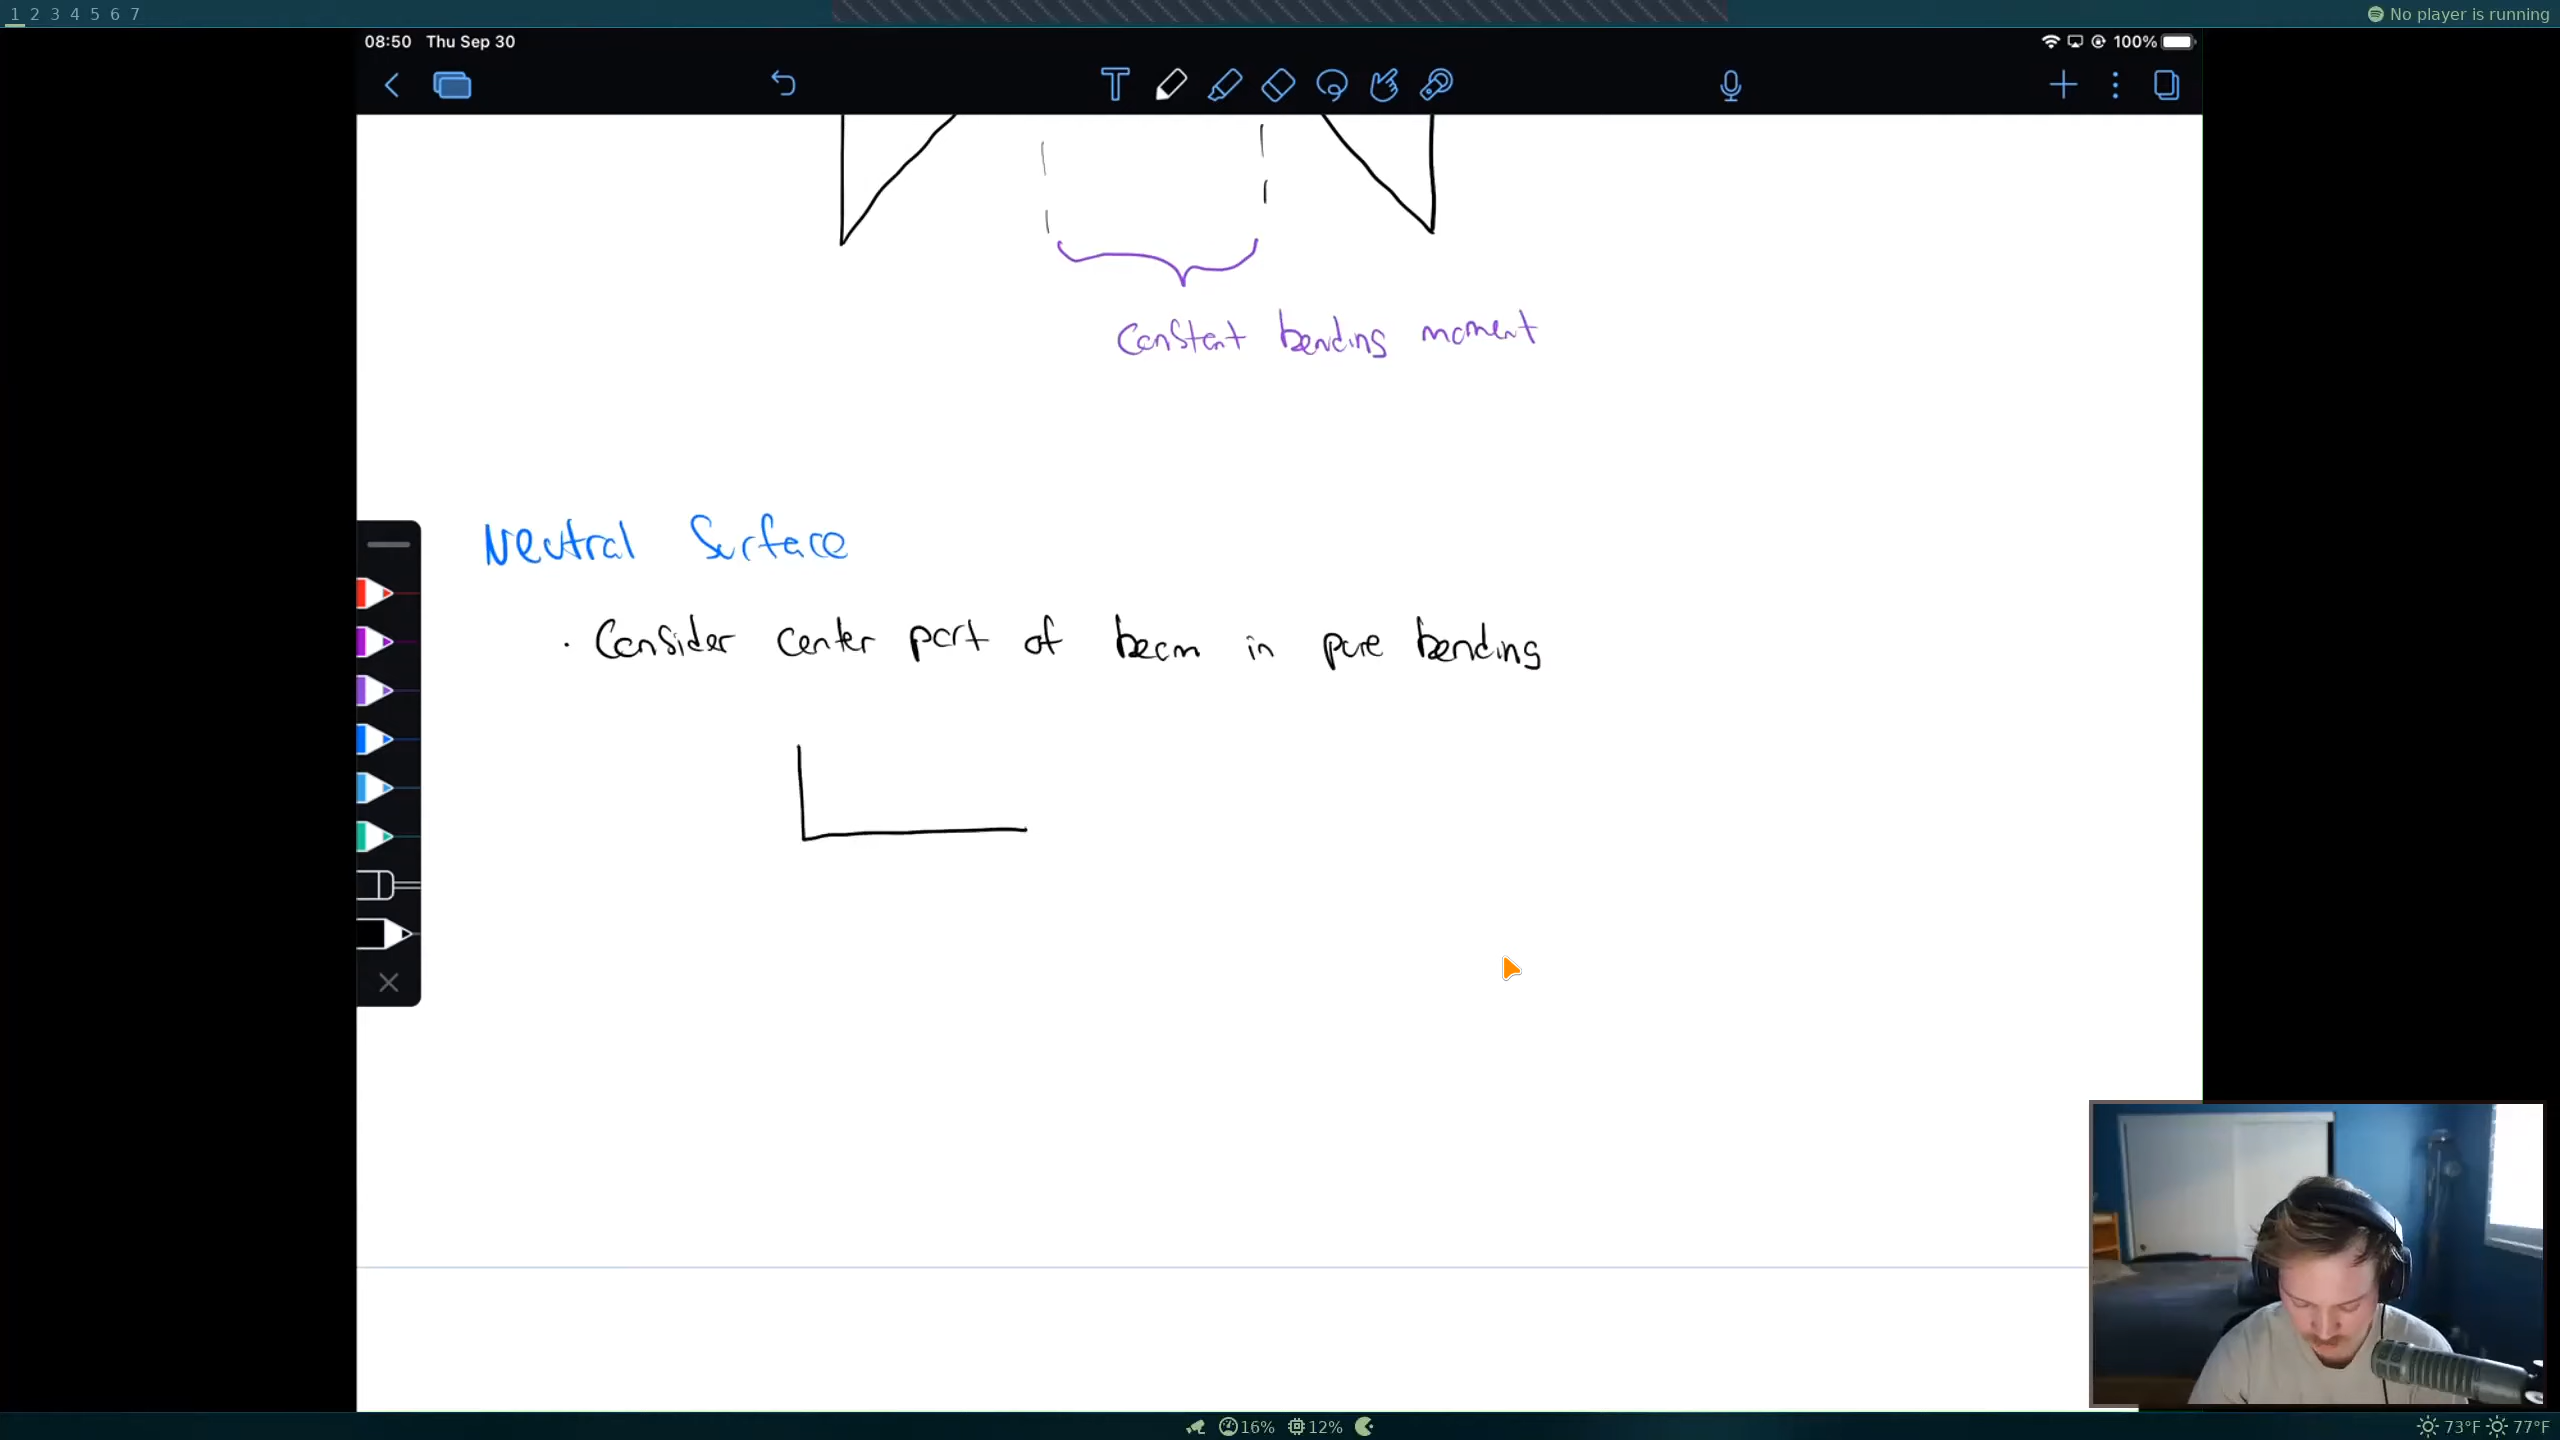 1 2 3 4 5 6 7
No player is running
08:50 Thu Sep 30
100%
Constant bending moment
Neutral Surface
· Consider center part of beam in pure bending
16% 12%
73°F 77°F